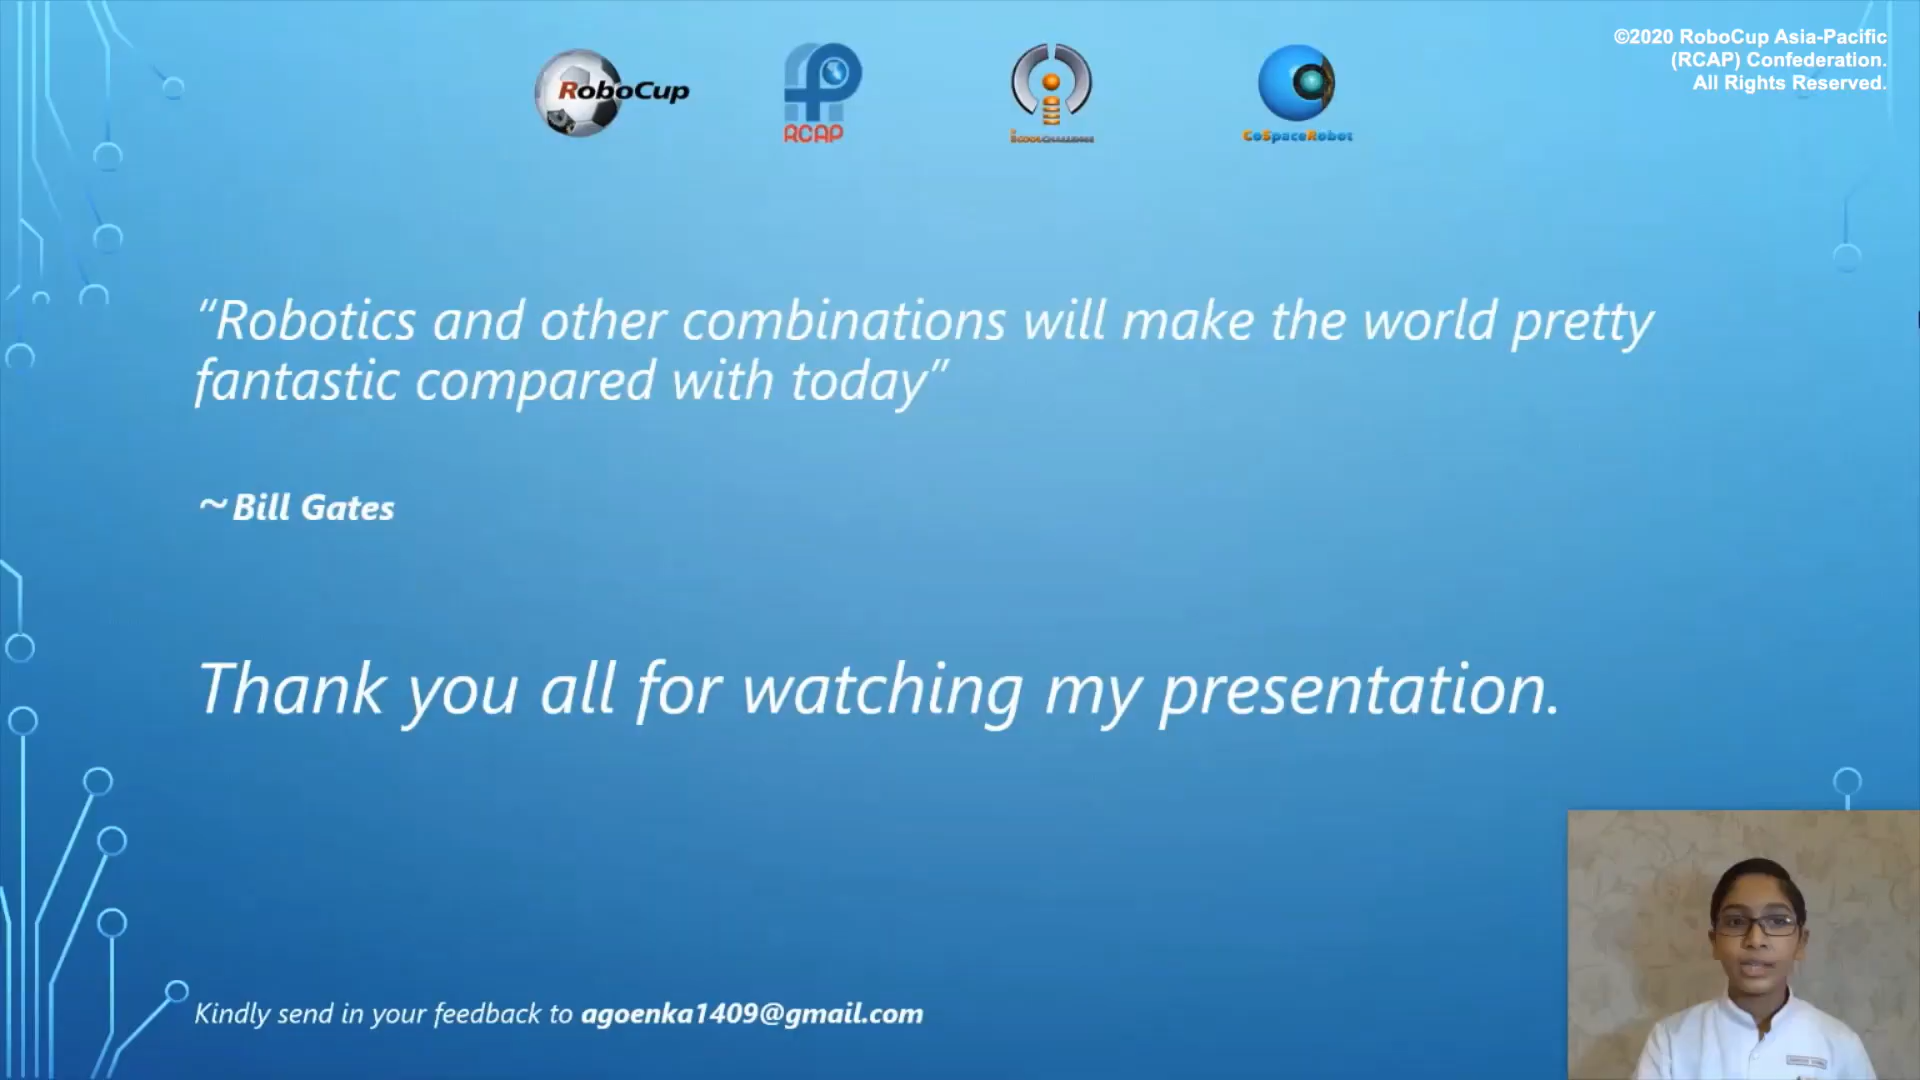 ©2020 RoboCup Asia-Pacific
(RCAP) Confederation.
All Rights Reserved.
RoboCup
RCAP
CoSpaceRobot
“Robotics and other combinations will make the world pretty
fantastic compared with today”
~Bill Gates
Thank you all for watching my presentation.
Kindly send in your feedback to agoenka1409@gmail.com